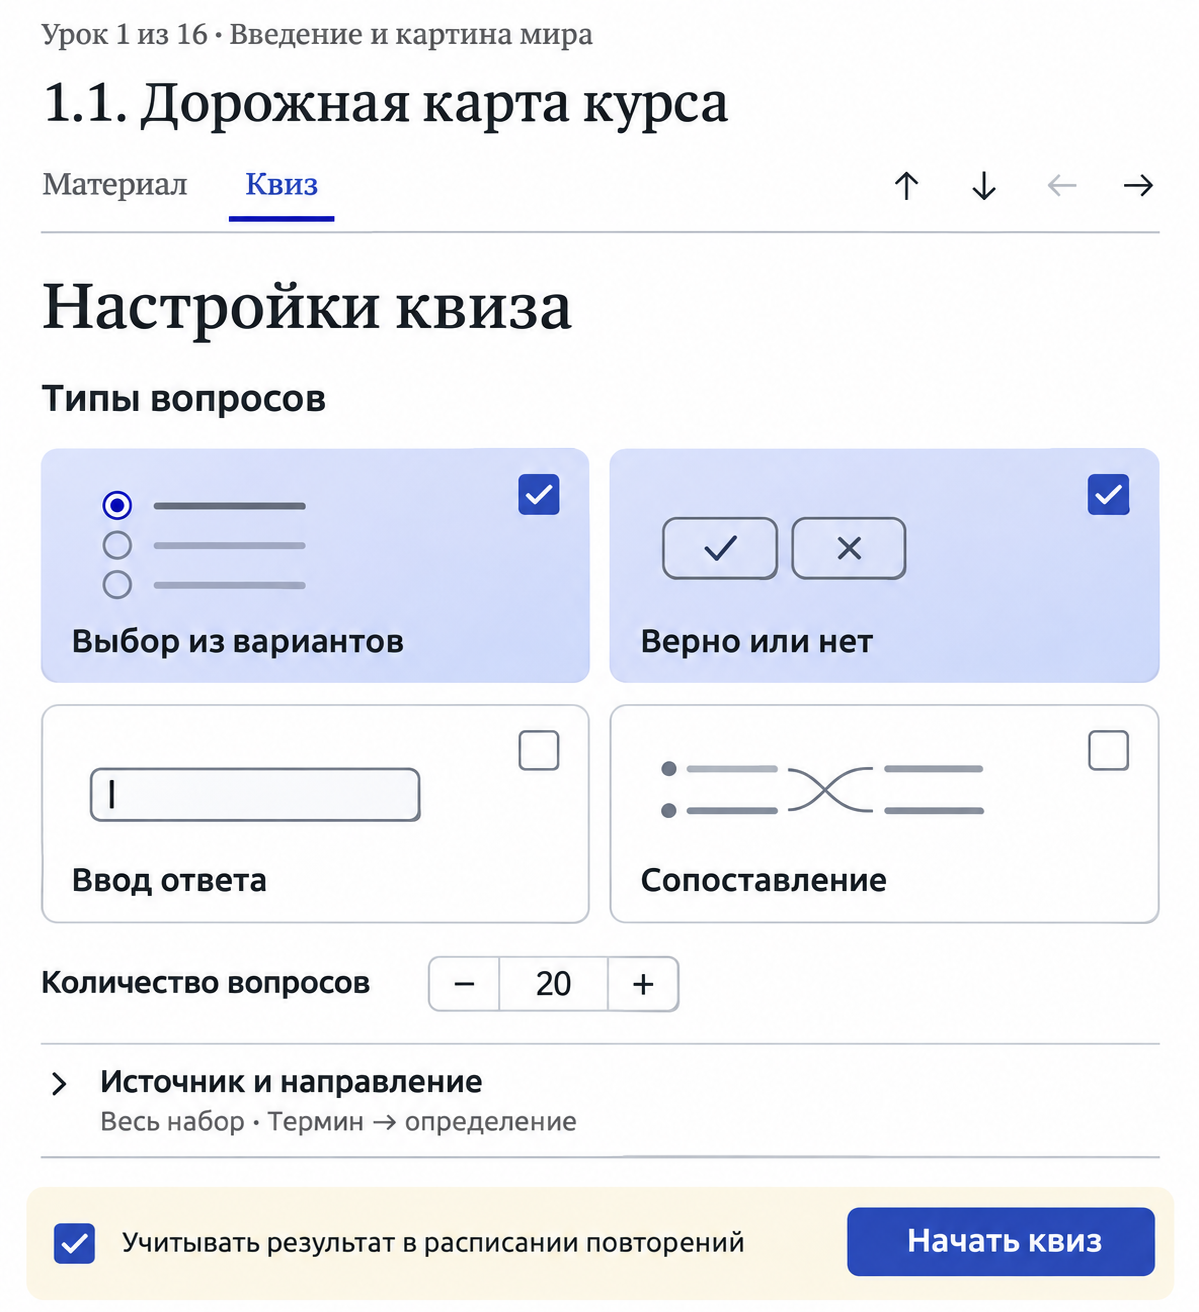 Урок 1 из 16 • Введение и картина мира
1.1. Дорожная карта курса
Материал Квиз ↑ ↓ ← →
Настройки квиза
Типы вопросов
Выбор из вариантов Верно или нет
Ввод ответа Сопоставление
Количество вопросов − 20 +
Источник и направление
Весь набор • Термин → определение
Учитывать результат в расписании повторений Начать квиз